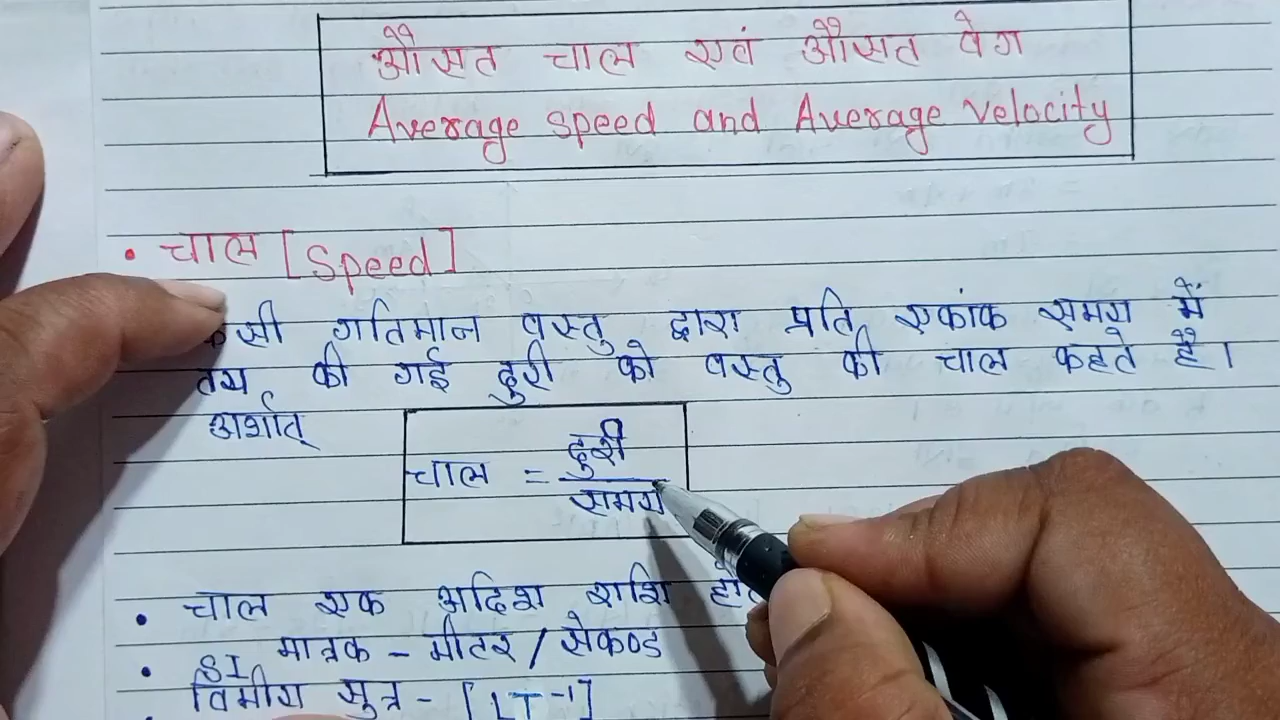 औसत चाल एवं औसत वेग
Average speed and Average velocity
• चाल [Speed]
किसी गतिमान वस्तु द्वारा प्रति एकांक समय में
तय की गई दुरी को वस्तु की चाल कहते हैं।
अर्थात्
चाल = दुरी
समय
• चाल एक अदिश राशि
• SI मात्रक - मीटर / सेकण्ड
• विमीय सुत्र - [LT⁻¹]